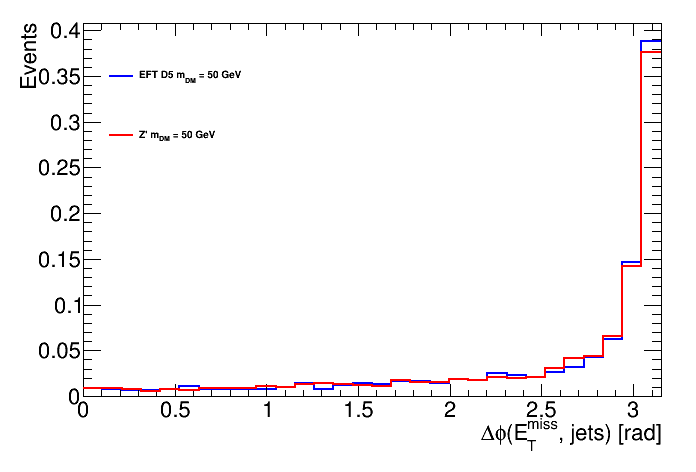 Events
0.4
0.35
0.3
0.25
0.2
0.15
0.1
0.05
0
EFT D5 m_DM = 50 GeV
Z' m_DM = 50 GeV
0 0.5 1 1.5 2 2.5 3
Δϕ(E_T^miss, jets) [rad]